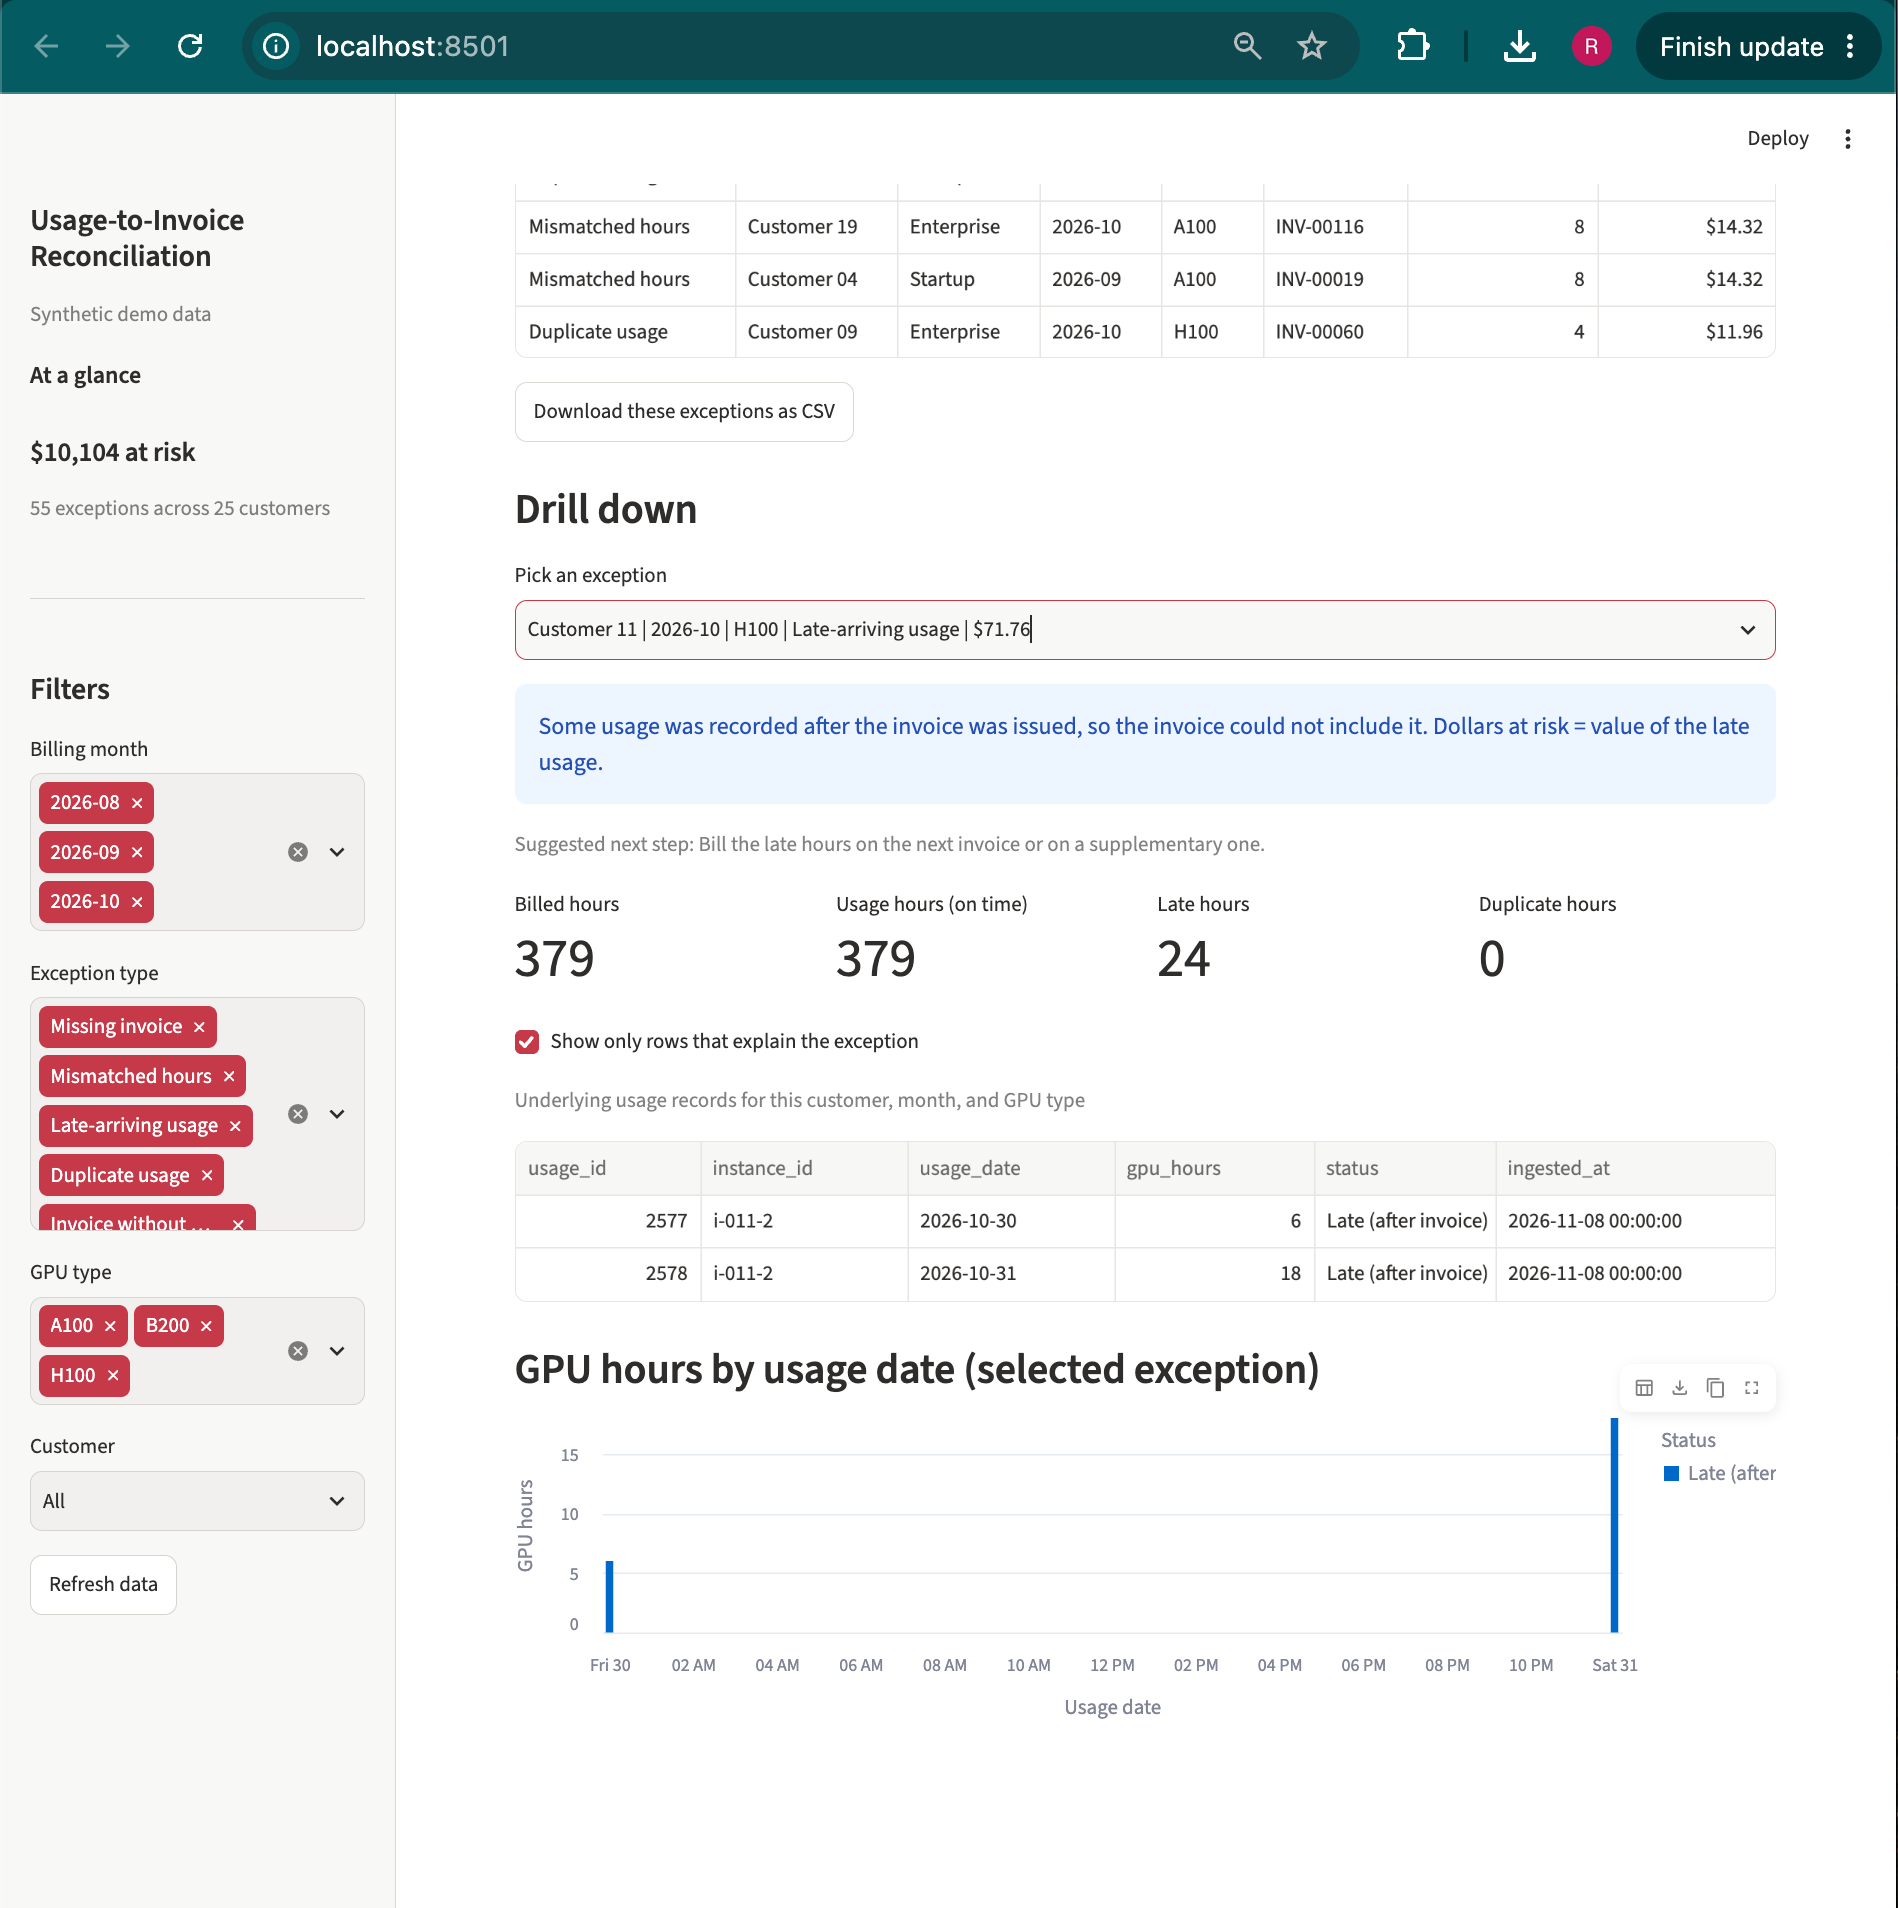 localhost:8501
R
Finish update
Deploy
Usage-to-Invoice
Reconciliation
Synthetic demo data
At a glance
$10,104 at risk
55 exceptions across 25 customers
Filters
Billing month
2026-08
2026-09
2026-10
Exception type
Missing invoice
Mismatched hours
Late-arriving usage
Duplicate usage
Invoice without ...
GPU type
A100 B200
H100
Customer
All
Refresh data
Mismatched hours Customer 19 Enterprise 2026-10 A100 INV-00116 8 $14.32
Mismatched hours Customer 04 Startup 2026-09 A100 INV-00019 8 $14.32
Duplicate usage Customer 09 Enterprise 2026-10 H100 INV-00060 4 $11.96
Download these exceptions as CSV
Drill down
Pick an exception
Customer 11 | 2026-10 | H100 | Late-arriving usage | $71.76
Some usage was recorded after the invoice was issued, so the invoice could not include it. Dollars at risk = value of the late
usage.
Suggested next step: Bill the late hours on the next invoice or on a supplementary one.
Billed hours Usage hours (on time) Late hours Duplicate hours
379 379 24 0
Show only rows that explain the exception
Underlying usage records for this customer, month, and GPU type
usage_id instance_id usage_date gpu_hours status ingested_at
2577 i-011-2 2026-10-30 6 Late (after invoice) 2026-11-08 00:00:00
2578 i-011-2 2026-10-31 18 Late (after invoice) 2026-11-08 00:00:00
GPU hours by usage date (selected exception)
Status
Late (after
GPU hours
15
10
5
0
Fri 30 02 AM 04 AM 06 AM 08 AM 10 AM 12 PM 02 PM 04 PM 06 PM 08 PM 10 PM Sat 31
Usage date